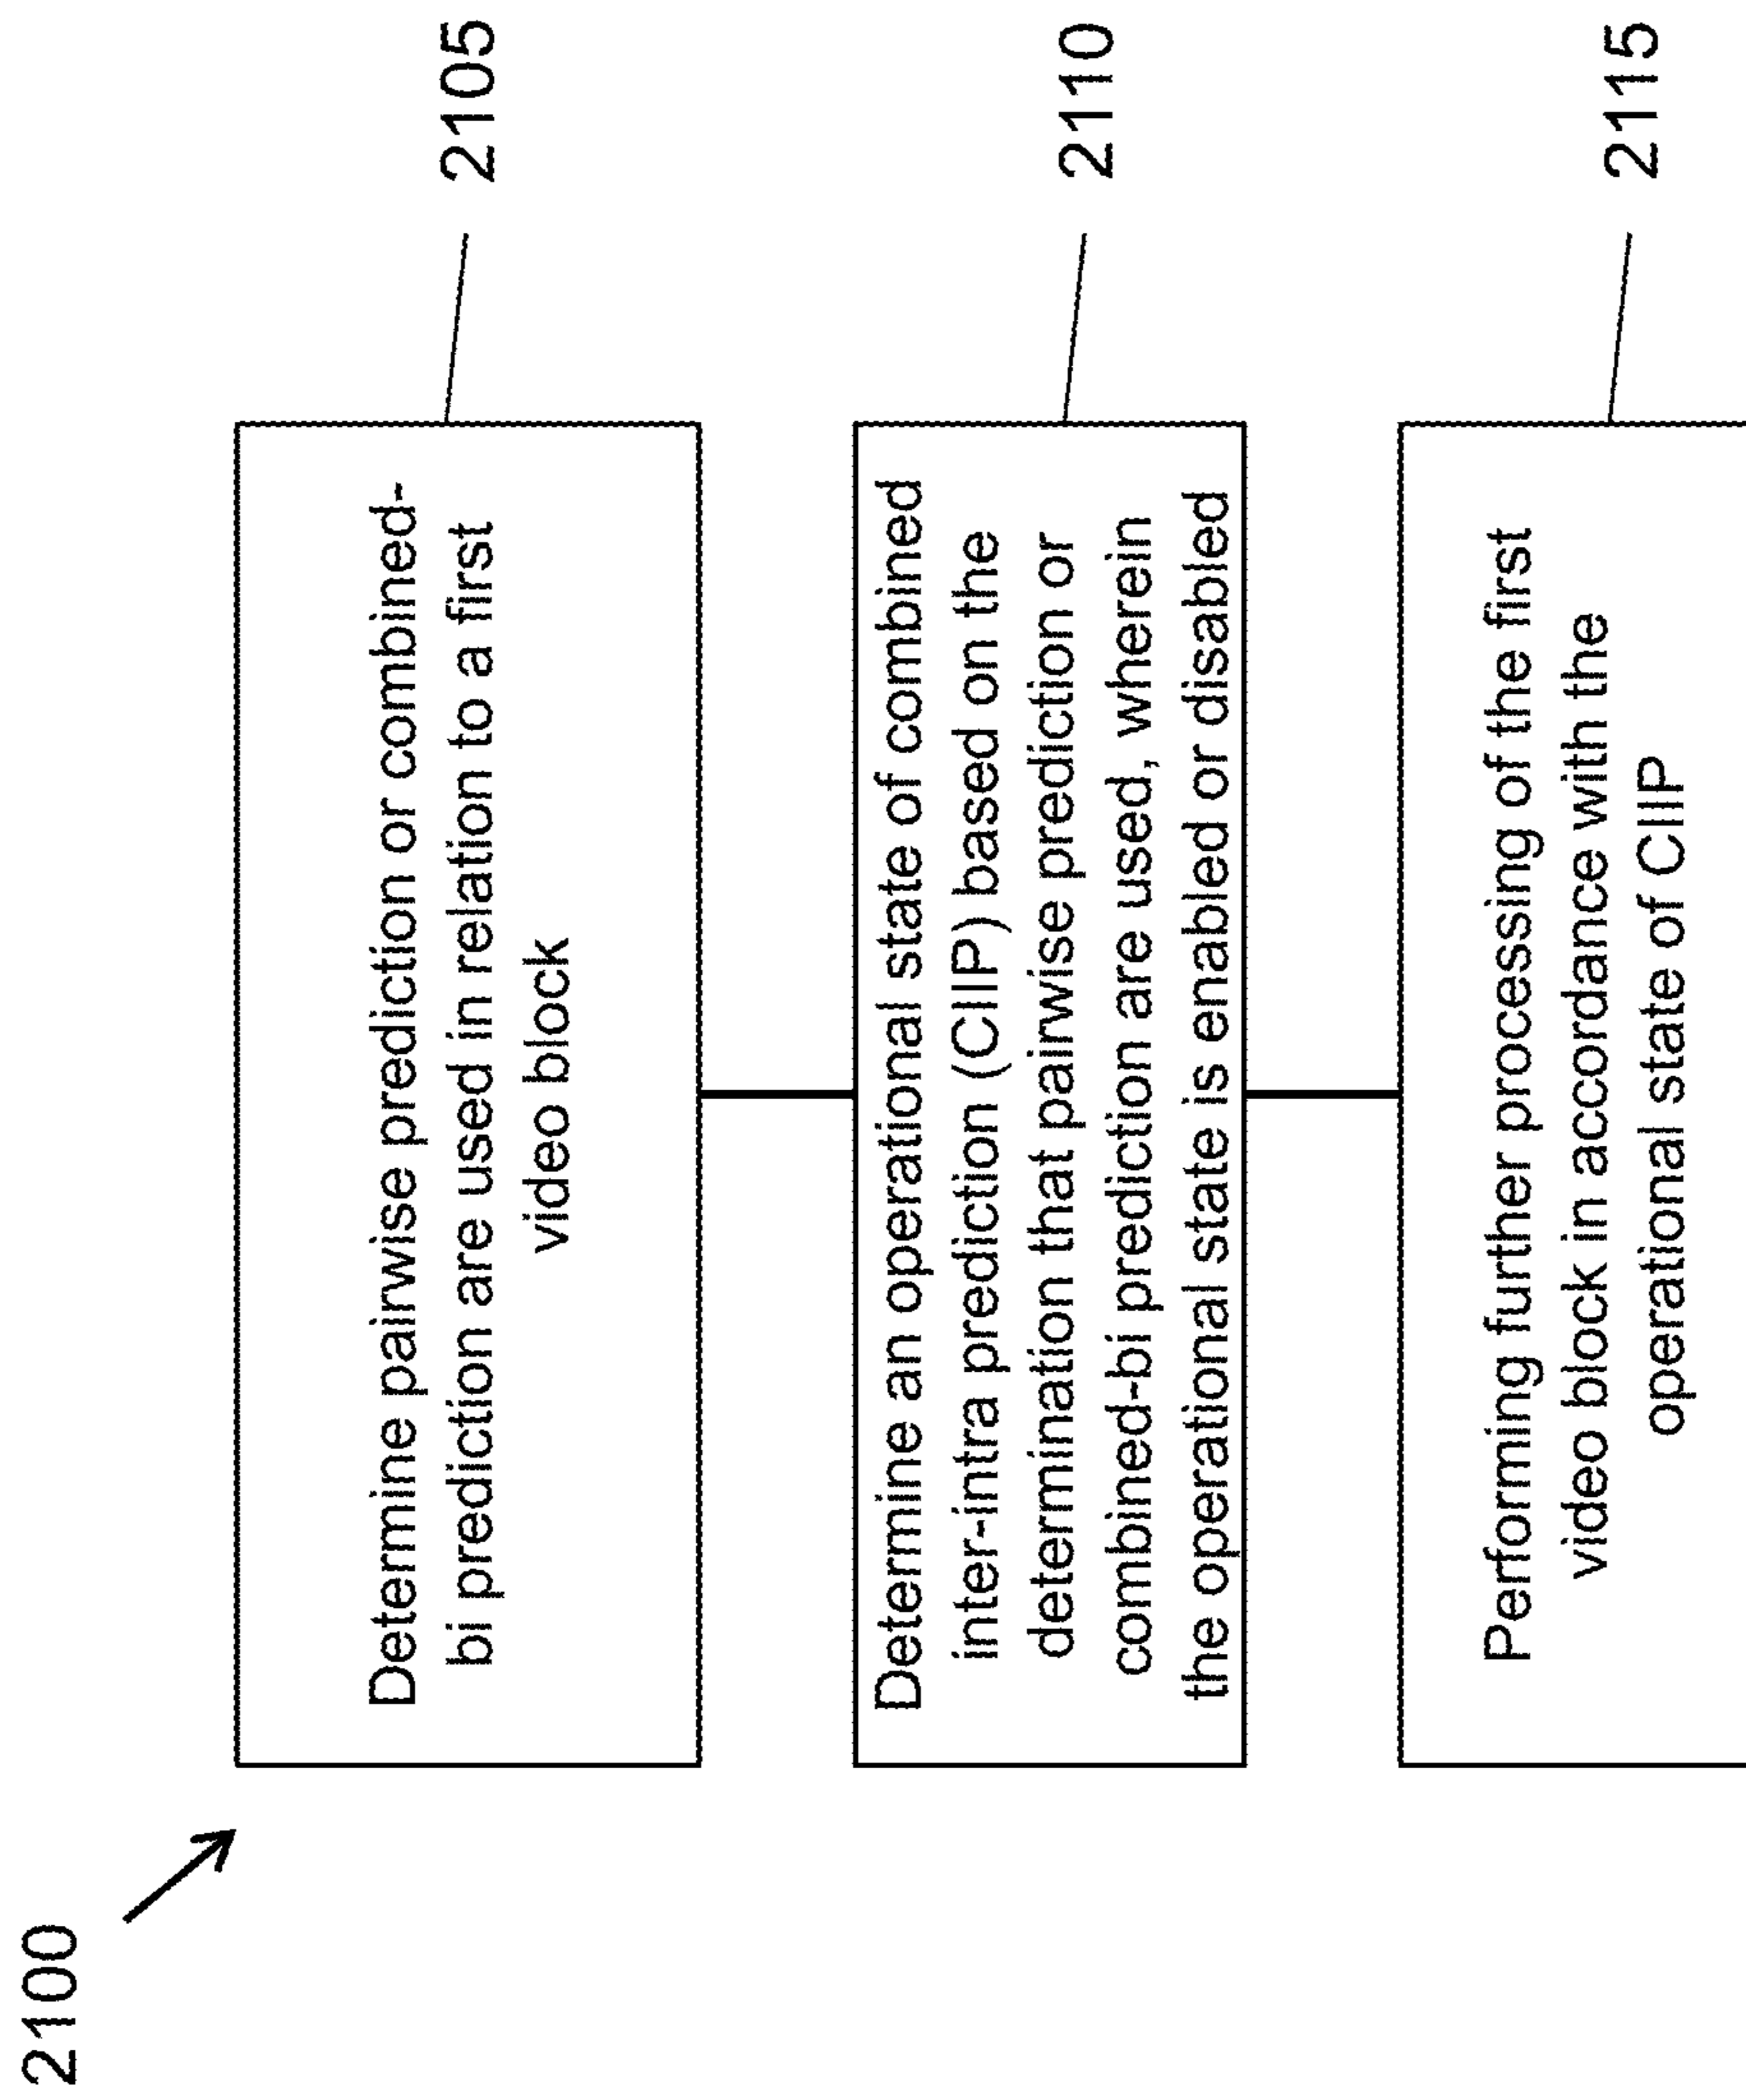 2100
Determine pairwise prediction or combined-
bi prediction are used in relation to a first
video block
2105
Determine an operational state of combined
inter-intra prediction (CIIP) based on the
determination that pairwise prediction or
combined-bi prediction are used, wherein
the operational state is enabled or disabled
2110
Performing further processing of the first
video block in accordance with the
operational state of CIIP
2115